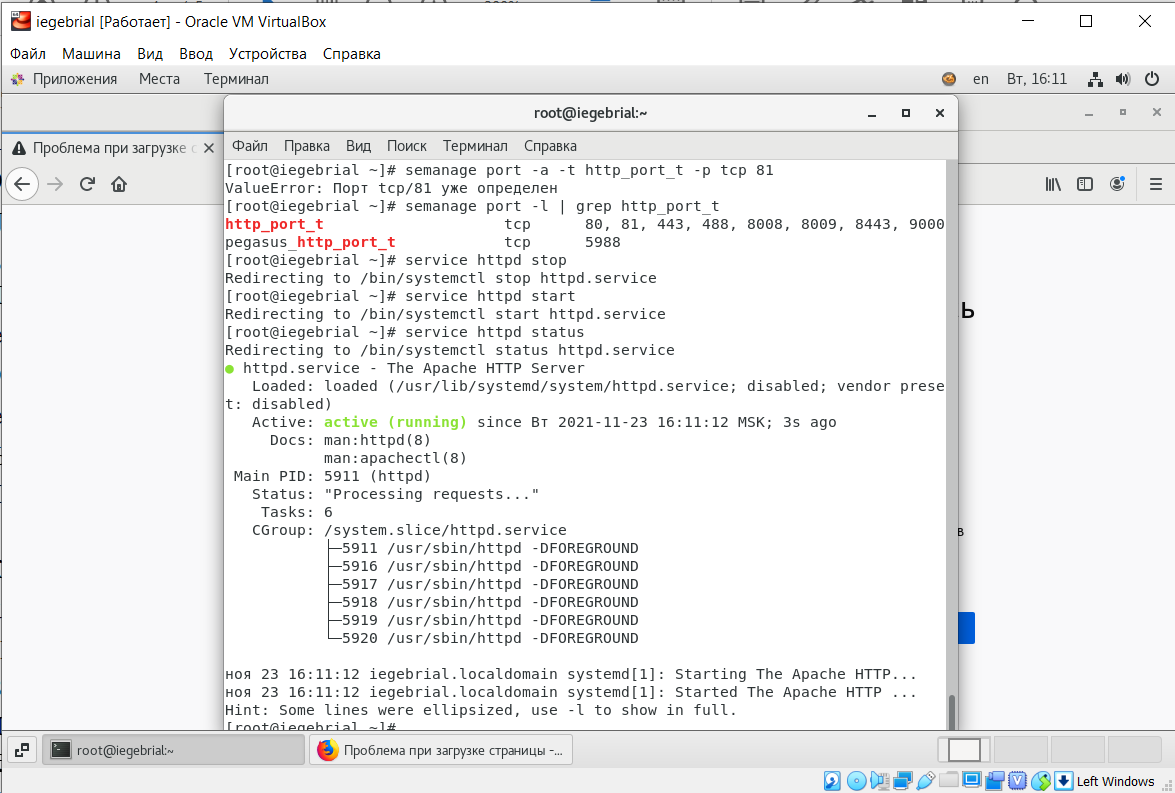 iegebrial [Работает] - Oracle VM VirtualBox
Файл Машина Вид Ввод Устройства Справка
Приложения Места Терминал en Вт, 16:11
root@iegebrial:~
Проблема при загрузке с
Файл Правка Вид Поиск Терминал Справка
[root@iegebrial ~]# semanage port -a -t http_port_t -p tcp 81
ValueError: Порт tcp/81 уже определен
[root@iegebrial ~]# semanage port -l | grep http_port_t
http_port_t tcp 80, 81, 443, 488, 8008, 8009, 8443, 9000
pegasus_http_port_t tcp 5988
[root@iegebrial ~]# service httpd stop
Redirecting to /bin/systemctl stop httpd.service
[root@iegebrial ~]# service httpd start
Redirecting to /bin/systemctl start httpd.service
[root@iegebrial ~]# service httpd status
Redirecting to /bin/systemctl status httpd.service
● httpd.service - The Apache HTTP Server
Loaded: loaded (/usr/lib/systemd/system/httpd.service; disabled; vendor prese
t: disabled)
Active: active (running) since Вт 2021-11-23 16:11:12 MSK; 3s ago
Docs: man:httpd(8)
man:apachectl(8)
Main PID: 5911 (httpd)
Status: "Processing requests..."
Tasks: 6
CGroup: /system.slice/httpd.service
├─5911 /usr/sbin/httpd -DFOREGROUND
├─5916 /usr/sbin/httpd -DFOREGROUND
├─5917 /usr/sbin/httpd -DFOREGROUND
├─5918 /usr/sbin/httpd -DFOREGROUND
├─5919 /usr/sbin/httpd -DFOREGROUND
└─5920 /usr/sbin/httpd -DFOREGROUND
ноя 23 16:11:12 iegebrial.localdomain systemd[1]: Starting The Apache HTTP...
ноя 23 16:11:12 iegebrial.localdomain systemd[1]: Started The Apache HTTP ...
Hint: Some lines were ellipsized, use -l to show in full.
[root@iegebrial ~]#
ь
в
root@iegebrial:~ Проблема при загрузке страницы -...
Left Windows